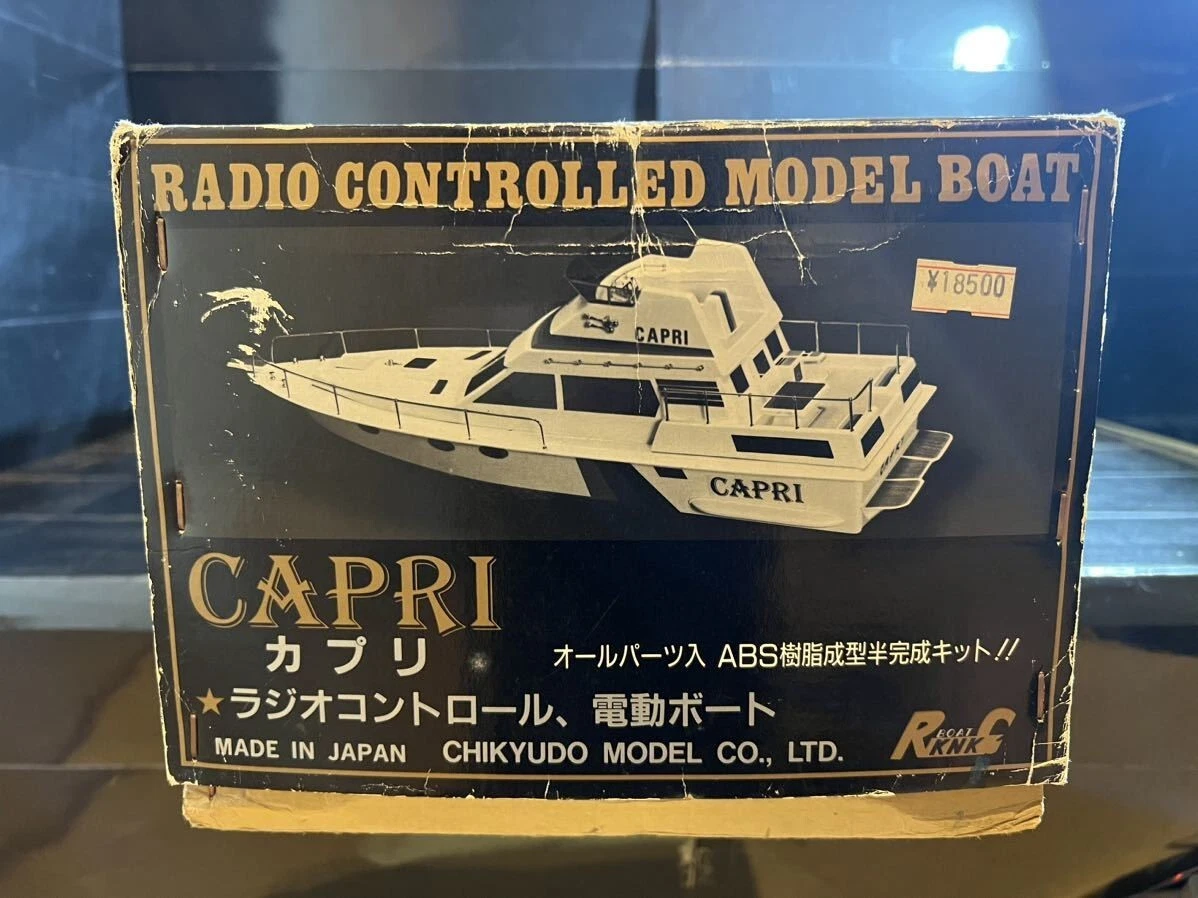 RADIO CONTROLLED MODEL BOAT
¥18500
CAPRI
CAPRI
CAPRI
カプリ
オールパーツ入 ABS樹脂成型半完成キット!!
★ラジオコントロール、電動ボート
MADE IN JAPAN CHIKYUDO MODEL CO., LTD.
BOAT
KNK